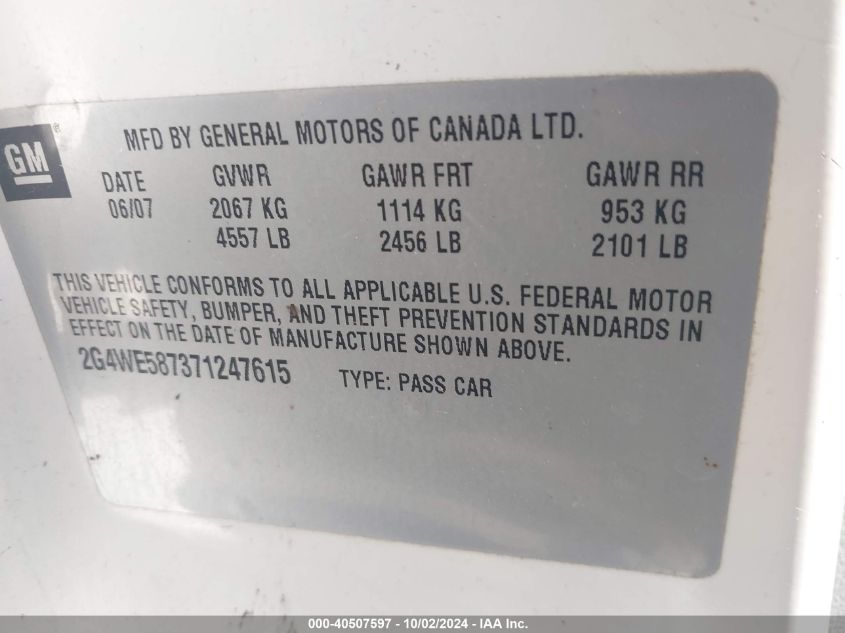 GM
MFD BY GENERAL MOTORS OF CANADA LTD.
DATE GVWR GAWR FRT GAWR RR
06/07 2067 KG 1114 KG 953 KG
4557 LB 2456 LB 2101 LB
THIS VEHICLE CONFORMS TO ALL APPLICABLE U.S. FEDERAL MOTOR
VEHICLE SAFETY, BUMPER, AND THEFT PREVENTION STANDARDS IN
EFFECT ON THE DATE OF MANUFACTURE SHOWN ABOVE.
2G4WE587371247615 TYPE: PASS CAR
000-40507597 - 10/02/2024 - IAA Inc.